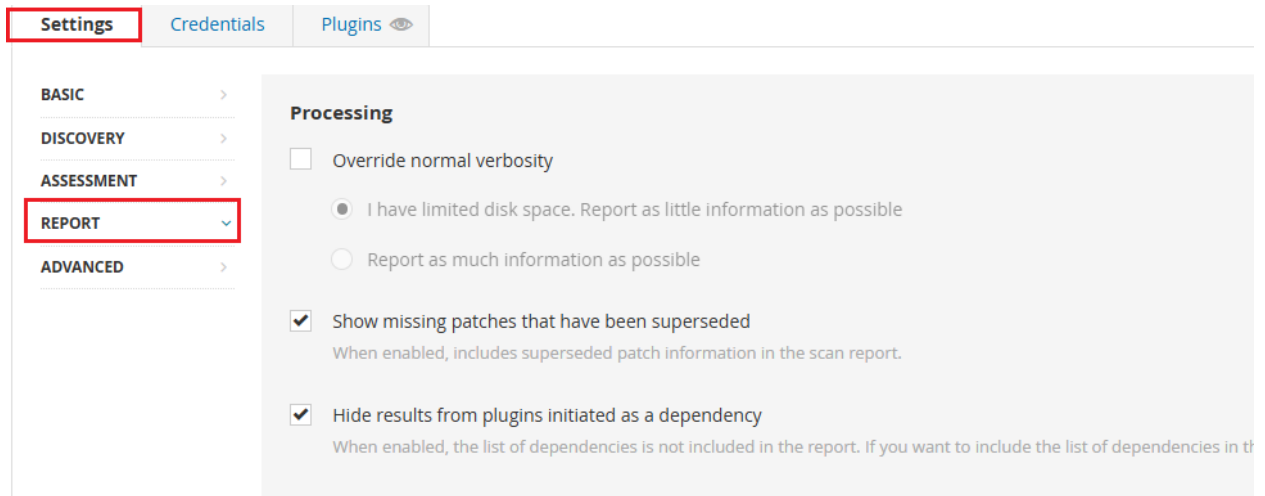 Settings Credentials Plugins
BASIC
DISCOVERY
ASSESSMENT
REPORT
ADVANCED
Processing
Override normal verbosity
I have limited disk space. Report as little information as possible
Report as much information as possible
Show missing patches that have been superseded
When enabled, includes superseded patch information in the scan report.
Hide results from plugins initiated as a dependency
When enabled, the list of dependencies is not included in the report. If you want to include the list of dependencies in